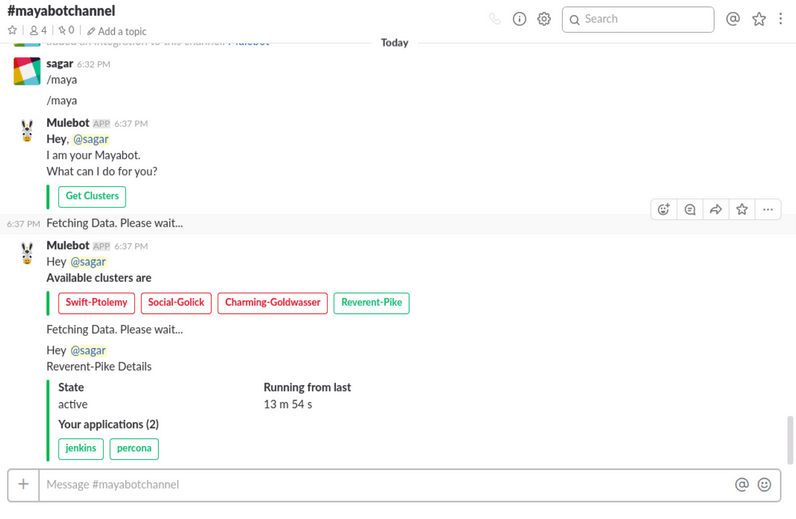 #mayabotchannel
4 0 Add a topic
Search
added an integration to this channel: Mulebot
Today
sagar 6:32 PM
/maya
/maya
Mulebot APP 6:37 PM
Hey, @sagar
I am your Mayabot.
What can I do for you?
Get Clusters
6:37 PM Fetching Data. Please wait...
Mulebot APP 6:37 PM
Hey @sagar
Available clusters are
Swift-Ptolemy Social-Golick Charming-Goldwasser Reverent-Pike
Fetching Data. Please wait...
Hey @sagar
Reverent-Pike Details
State Running from last
active 13 m 54 s
Your applications (2)
jenkins percona
Message #mayabotchannel